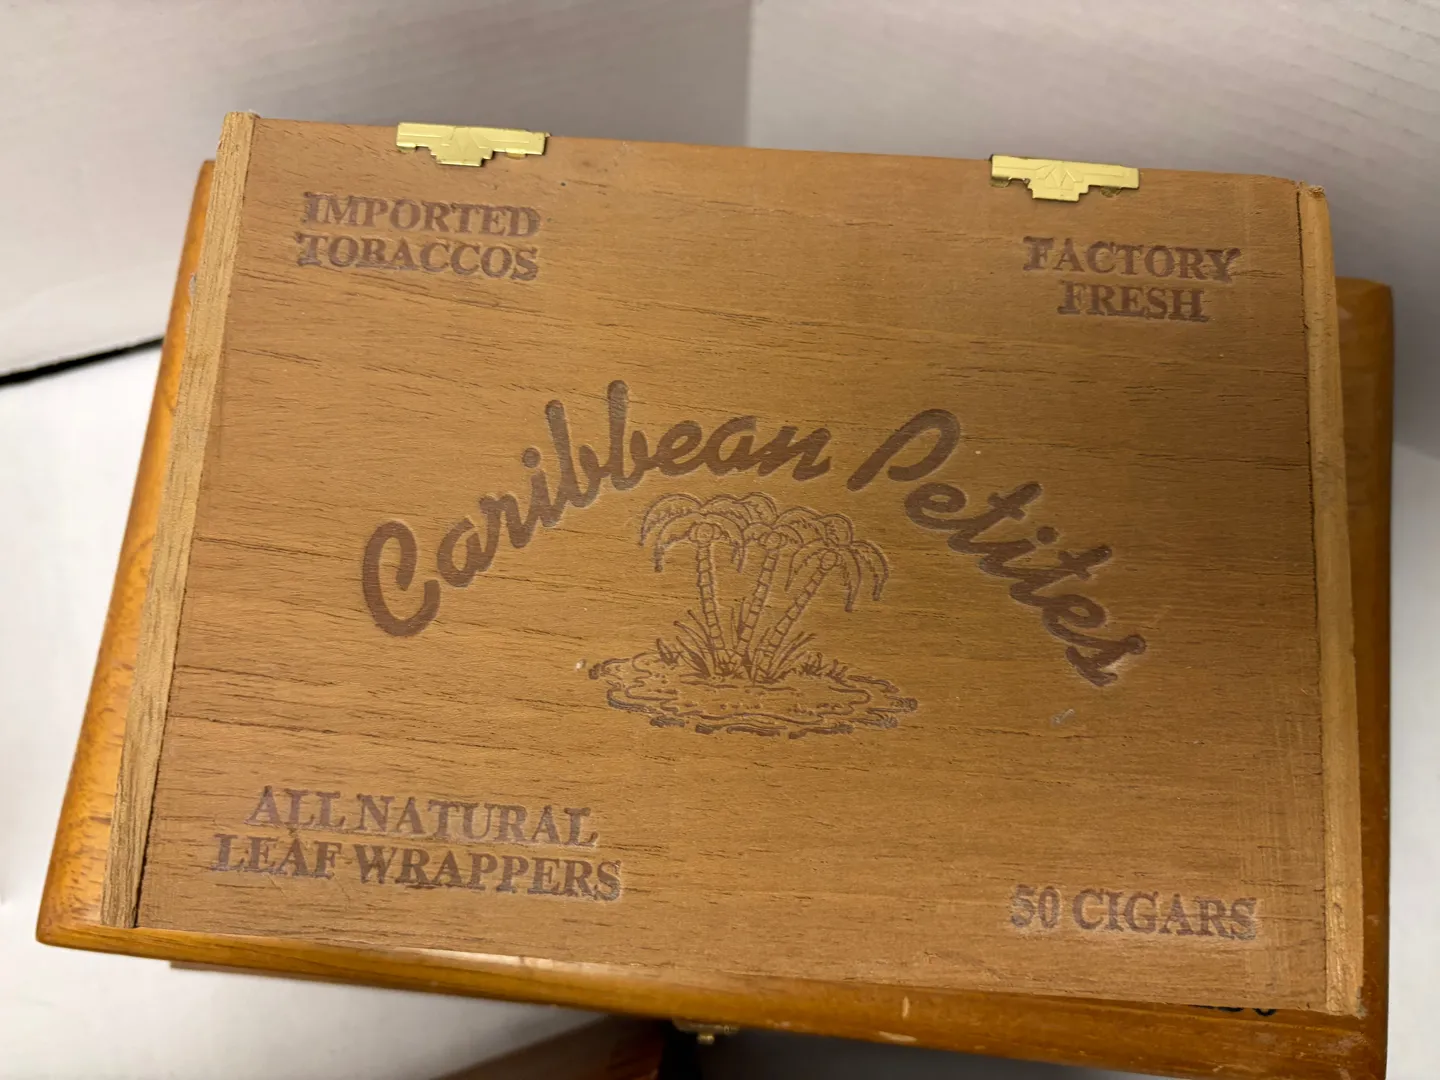 IMPORTED
TOBACCOS
FACTORY
FRESH
Caribbean Petites
ALL NATURAL
LEAF WRAPPERS
50 CIGARS